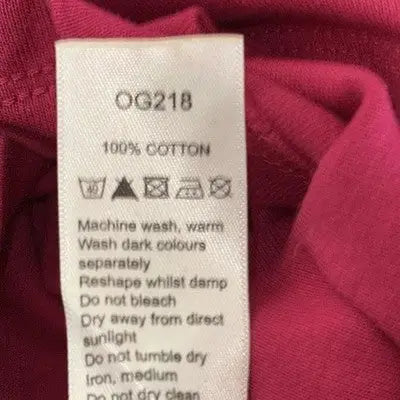 OG218
100% COTTON
40
Machine wash, warm
Wash dark colours
separately
Reshape whilst damp
Do not bleach
Dry away from direct
sunlight
Do not tumble dry
Iron, medium
Do not dry clean